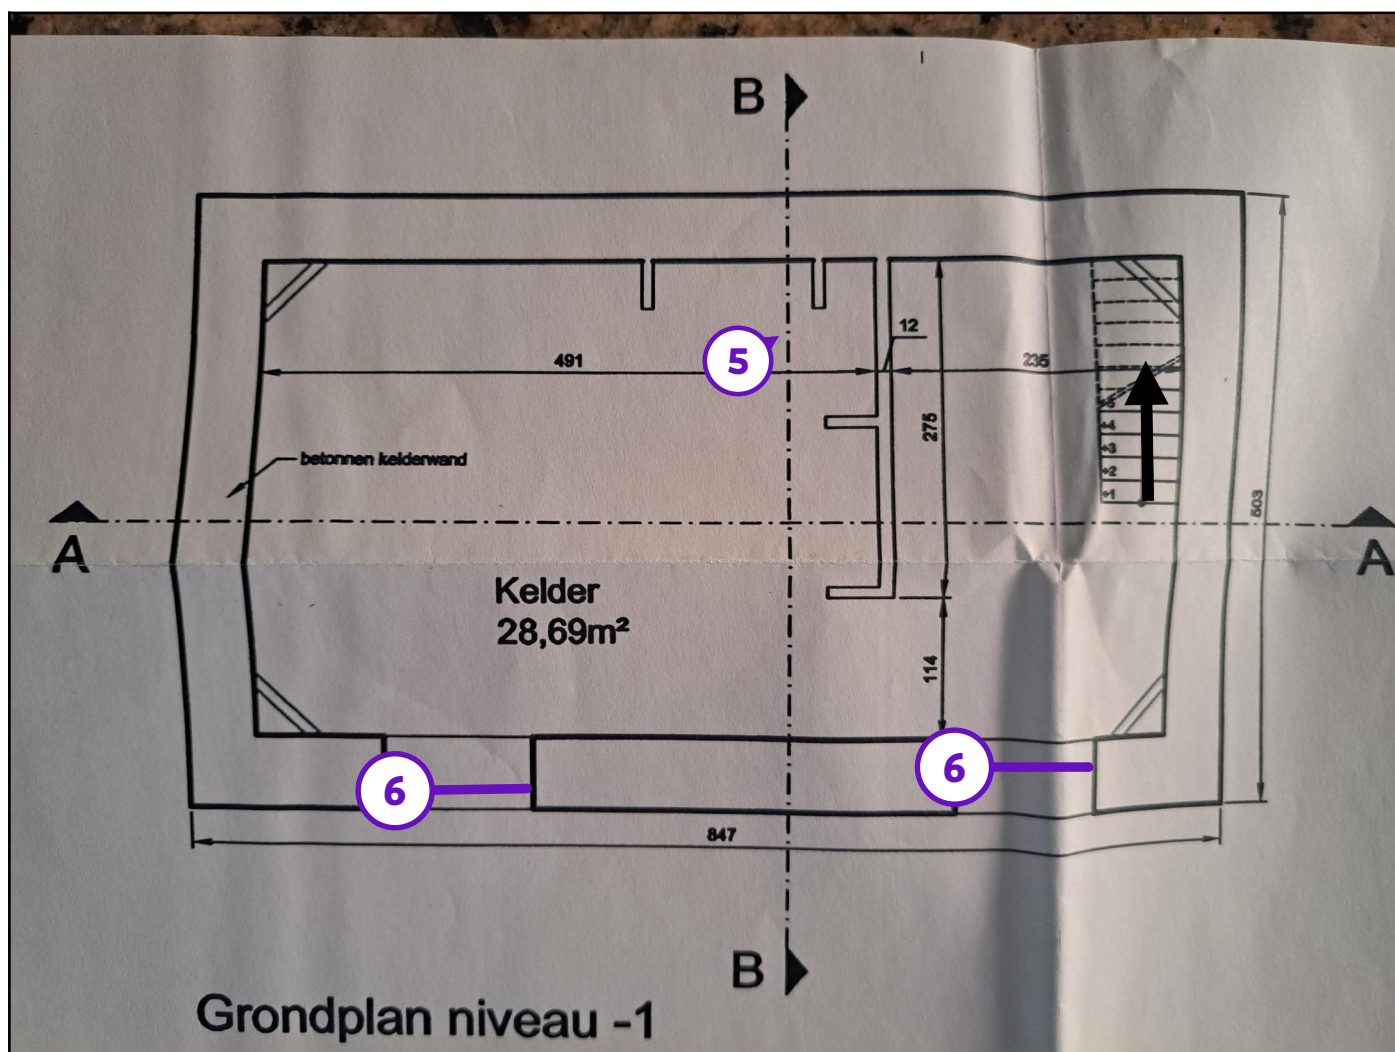 B
12
491
5
235
275
+4
+3
+2
+1
betonnen kelderwand
503
A
A
Kelder
28,69m²
114
6
6
847
B
Grondplan niveau -1